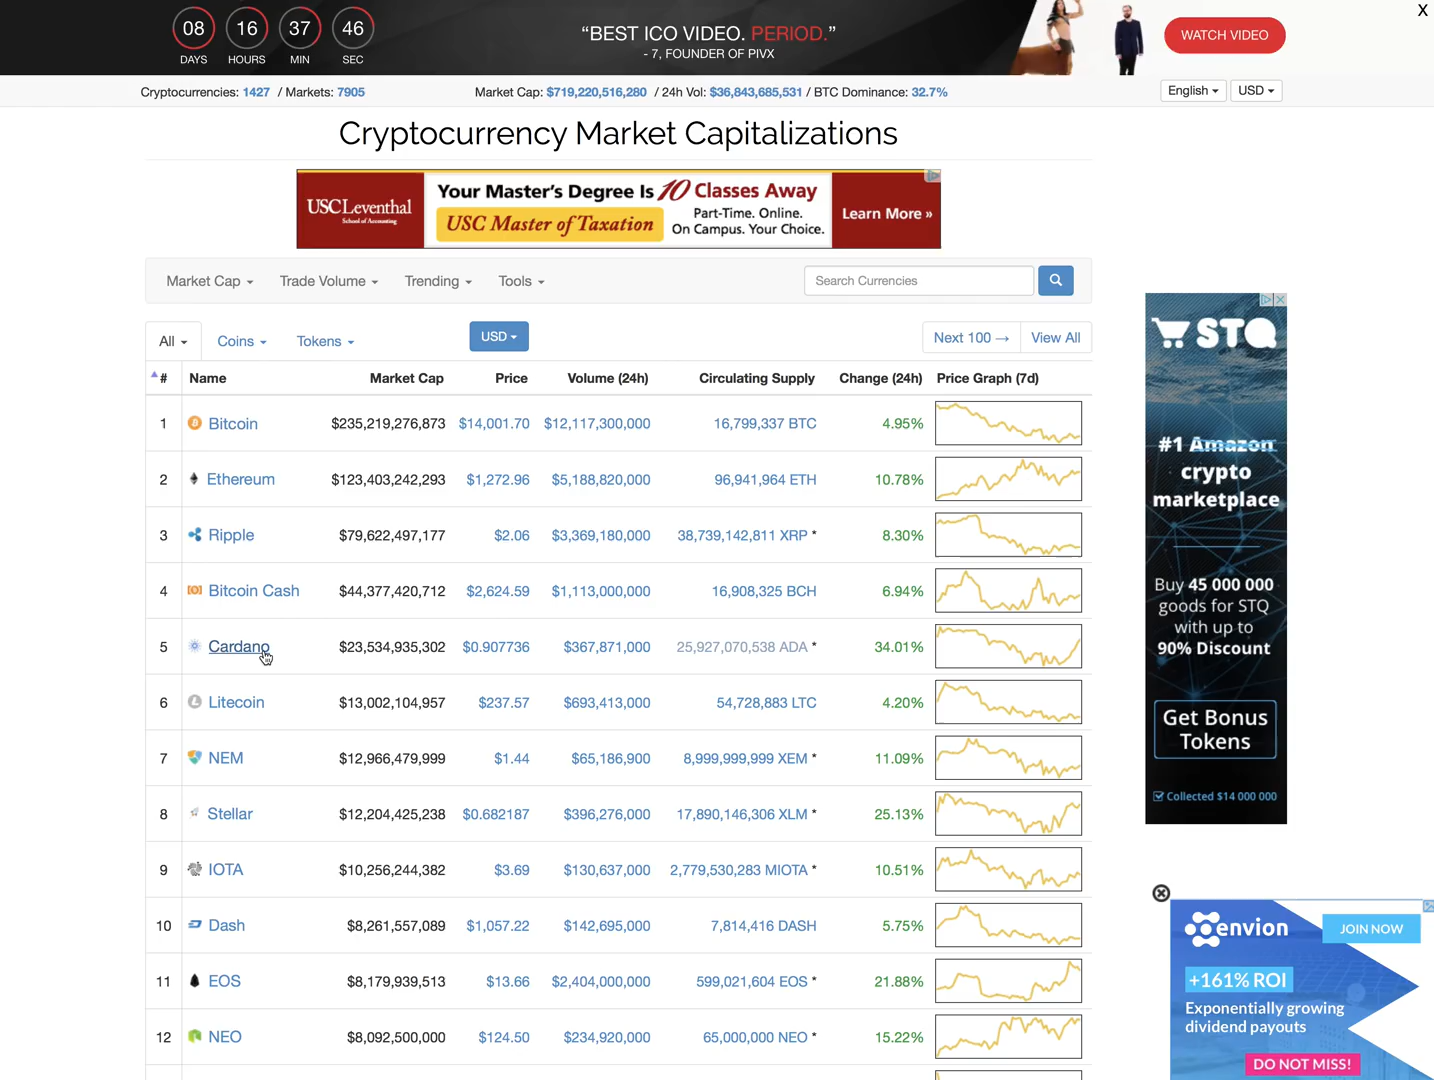 08 16 37 46
DAYS HOURS MIN SEC
“BEST ICO VIDEO. PERIOD.”
- 7, FOUNDER OF PIVX
WATCH VIDEO
X
Cryptocurrencies: 1427 / Markets: 7905
Market Cap: $719,220,516,280 / 24h Vol: $36,843,685,531 / BTC Dominance: 32.7%
English USD
Cryptocurrency Market Capitalizations
USC Leventhal
School of Accounting
Your Master's Degree Is 10 Classes Away
USC Master of Taxation
Part-Time. Online.
On Campus. Your Choice.
Learn More »
Market Cap Trade Volume Trending Tools
Search Currencies
All Coins Tokens USD
Next 100 → View All
# Name Market Cap Price Volume (24h) Circulating Supply Change (24h) Price Graph (7d)
1 Bitcoin $235,219,276,873 $14,001.70 $12,117,300,000 16,799,337 BTC 4.95%
2 Ethereum $123,403,242,293 $1,272.96 $5,188,820,000 96,941,964 ETH 10.78%
3 Ripple $79,622,497,177 $2.06 $3,369,180,000 38,739,142,811 XRP * 8.30%
4 Bitcoin Cash $44,377,420,712 $2,624.59 $1,113,000,000 16,908,325 BCH 6.94%
5 Cardano $23,534,935,302 $0.907736 $367,871,000 25,927,070,538 ADA * 34.01%
6 Litecoin $13,002,104,957 $237.57 $693,413,000 54,728,883 LTC 4.20%
7 NEM $12,966,479,999 $1.44 $65,186,900 8,999,999,999 XEM * 11.09%
8 Stellar $12,204,425,238 $0.682187 $396,276,000 17,890,146,306 XLM * 25.13%
9 IOTA $10,256,244,382 $3.69 $130,637,000 2,779,530,283 MIOTA * 10.51%
10 Dash $8,261,557,089 $1,057.22 $142,695,000 7,814,416 DASH 5.75%
11 EOS $8,179,939,513 $13.66 $2,404,000,000 599,021,604 EOS * 21.88%
12 NEO $8,092,500,000 $124.50 $234,920,000 65,000,000 NEO * 15.22%
STQ
#1 Amazon
crypto
marketplace
Buy 45 000 000
goods for STQ
with up to
90% Discount
Get Bonus
Tokens
Collected $14 000 000
envion
JOIN NOW
+161% ROI
Exponentially growing
dividend payouts
DO NOT MISS!